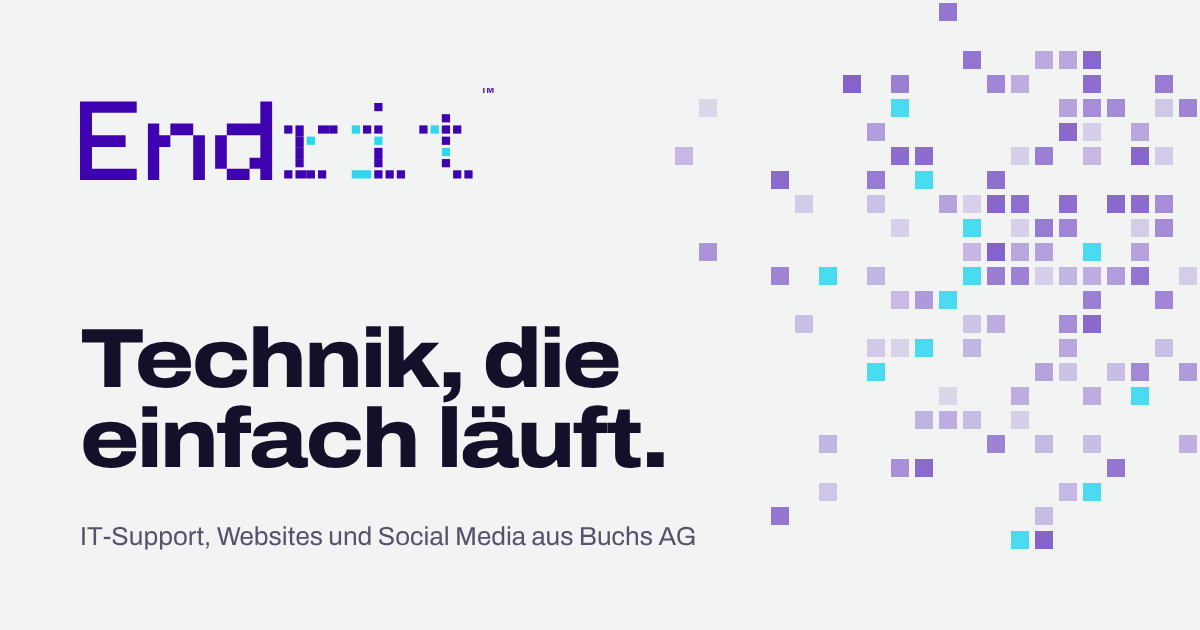 Endrit™
Technik, die
einfach läuft.
IT-Support, Websites und Social Media aus Buchs AG